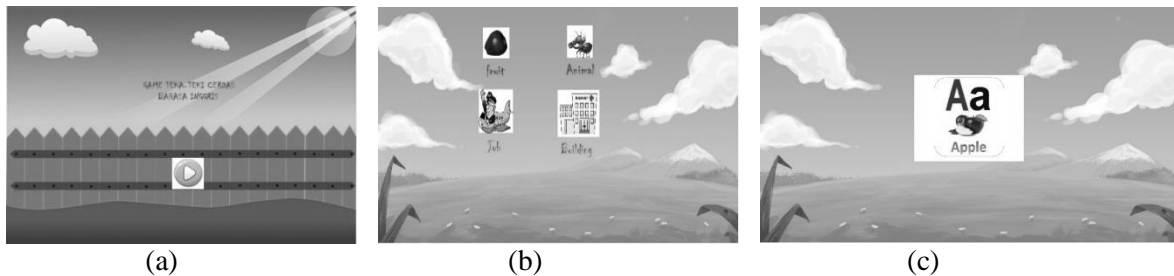 GAME TEKA-TEKI CERDAS
BAHASA INGGRIS
fruit Animal
Job Building
Aa
Apple
(a) (b) (c)